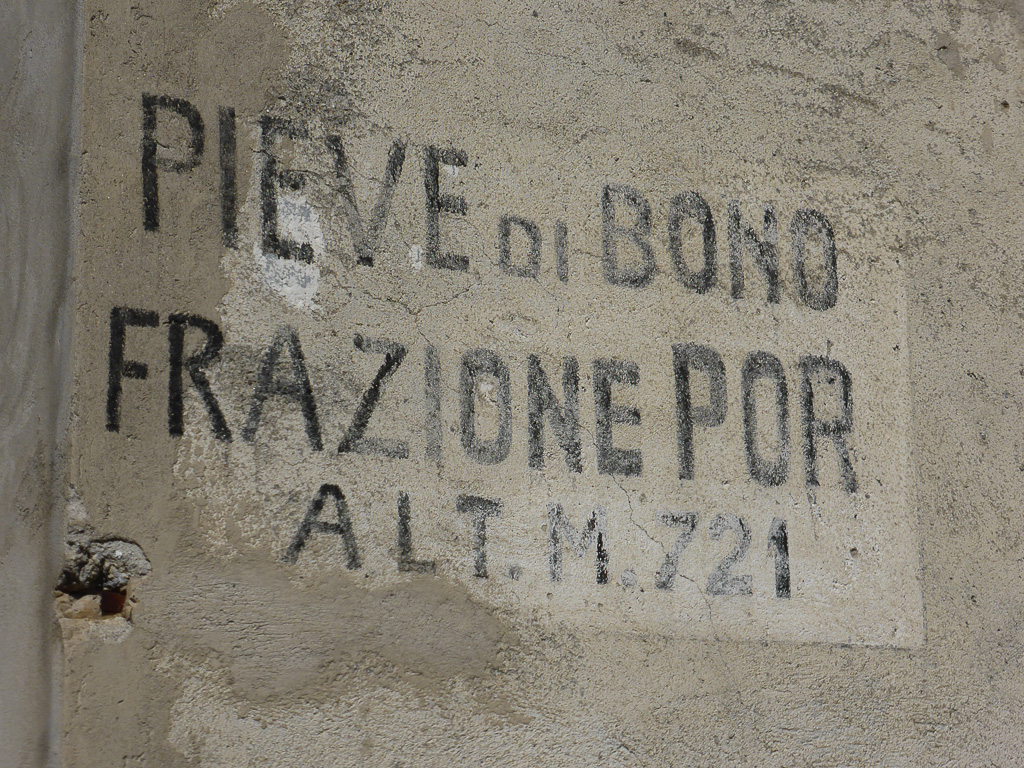 PIEVE DI BONO
FRAZIONE POR
ALT. M. 721